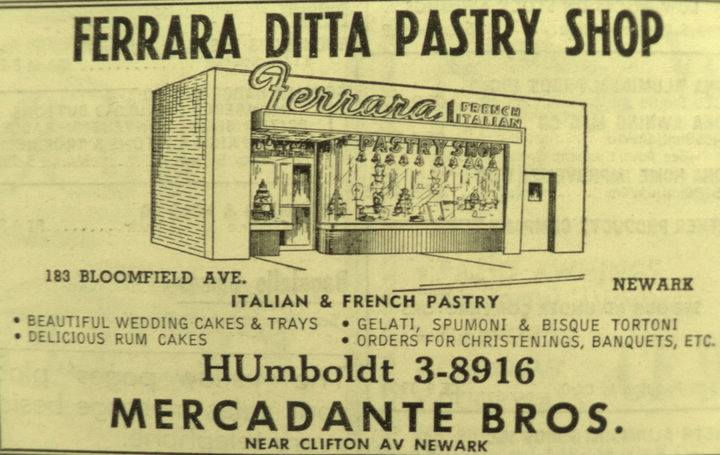 FERRARA DITTA PASTRY SHOP
Ferrara
FRENCH
ITALIAN
PASTRY SHOP
183 BLOOMFIELD AVE.
NEWARK
ITALIAN & FRENCH PASTRY
• BEAUTIFUL WEDDING CAKES & TRAYS
• DELICIOUS RUM CAKES
• GELATI, SPUMONI & BISQUE TORTONI
• ORDERS FOR CHRISTENINGS, BANQUETS, ETC.
HUmboldt 3-8916
MERCADANTE BROS.
NEAR CLIFTON AV NEWARK